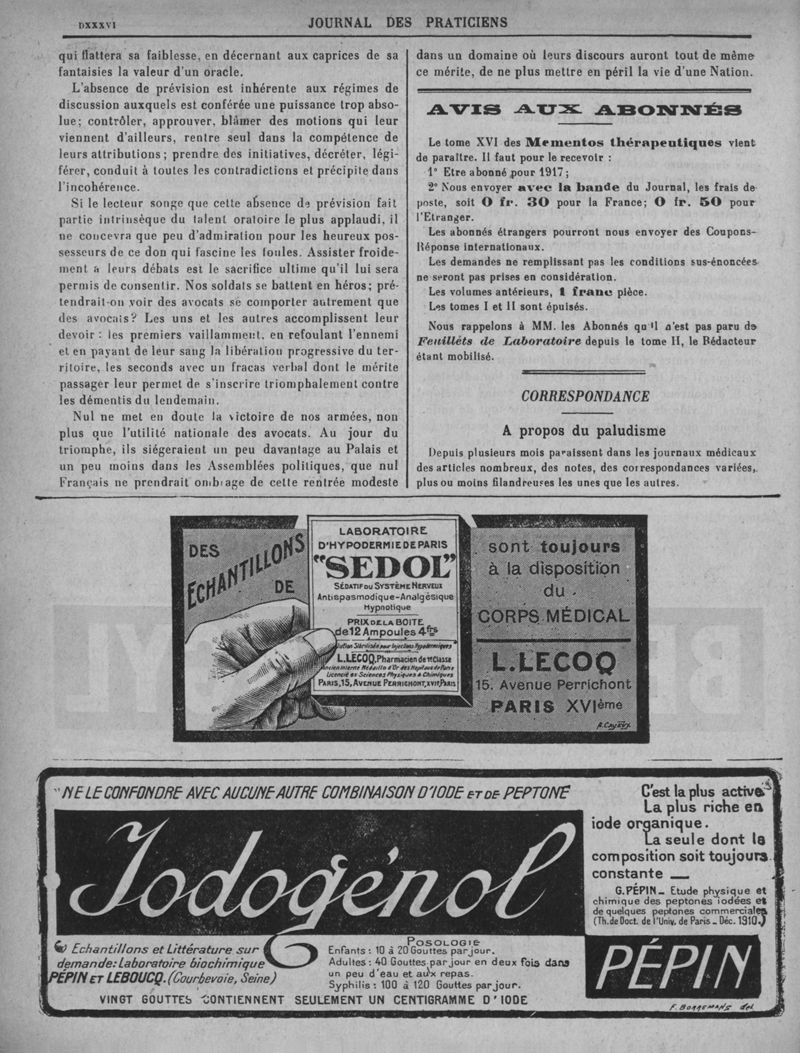 DXXXVI
JOURNAL DES PRATICIENS
qui flattera sa faiblesse, en décernant aux caprices de sa
fantaisies la valeur d'un oracle.
L'absence de prévision est inhérente aux régimes de
discussion auxquels est conférée une puissance trop abso-
lue; contrôler, approuver, blâmer des motions qui leur
viennent d'ailleurs, rentre seul dans la compétence de
leurs attributions; prendre des initiatives, décréter, légi-
férer, conduit à toutes les contradictions et précipite dans
l'incohérence.
Si le lecteur songe que cette absence de prévision fait
partie intrinsèque du talent oratoire le plus applaudi, il
ne concevra que peu d'admiration pour les heureux pos-
sesseurs de ce don qui fascine les foules. Assister froide-
ment a leurs débats est le sacrifice ultime qu'il lui sera
permis de consentir. Nos soldats se battent en héros; pré-
tendrait-on voir des avocats se comporter autrement que
des avocats? Les uns et les autres accomplissent leur
devoir: les premiers vaillamment, en refoulant l'ennemi
et en payant de leur sang la libération progressive du ter-
ritoire, les seconds avec un fracas verbal dont le mérite
passager leur permet de s'inscrire triomphalement contre
les démentis du lendemain.
Nul ne met en doute la victoire de nos armées, non
plus que l'utilité nationale des avocats. Au jour du
triomphe, ils siégeraient un peu davantage au Palais et
un peu moins dans les Assemblées politiques, que nul
Français ne prendrait ombrage de cette rentrée modeste
dans un domaine où leurs discours auront tout de même
ce mérite, de ne plus mettre en péril la vie d'une Nation.
AVIS AUX ABONNÉS
Le tome XVI des Mementos thérapeutiques vient
de paraître. Il faut pour le recevoir :
1° Etre abonné pour 1917;
2° Nous envoyer avec la bande du Journal, les frais de
poste, soit 0 fr. 30 pour la France; 0 fr. 50 pour
l'Etranger.
Les abonnés étrangers pourront nous envoyer des Coupons-
Réponse internationaux.
Les demandes ne remplissant pas les conditions sus-énoncées
ne seront pas prises en considération.
Les volumes antérieurs, 1 franc pièce.
Les tomes I et II sont épuisés.
Nous rappelons à MM. les Abonnés qu'il n'est pas paru de
Feuillets de Laboratoire depuis le tome II, le Rédacteur
étant mobilisé.
CORRESPONDANCE
A propos du paludisme
Depuis plusieurs mois paraissent dans les journaux médicaux
des articles nombreux, des notes, des correspondances variées,
plus ou moins filandreuses les unes que les autres.
DES
ECHANTILLONS
DE
LABORATOIRE
D'HYPODERMIE DE PARIS
"SEDOL"
SÉDATIF DU SYSTÈME NERVEUX
Antispasmodique-Analgésique
Hypnotique
PRIX DE LA BOITE
de 12 Ampoules 4frs
Solution Stérilisée pour Injections Hypodermiques
L.LECOQ, Pharmacien de 1re Classe
Ancien Interne Médaille d'Or des Hôpitaux de Paris
Licencié ès Sciences Physiques & Chimiques
PARIS, 15, AVENUE PERRICHONT, XVIe, PARIS
sont toujours
à la disposition
du
CORPS MÉDICAL
L.LECOQ
15. Avenue Perrichont
PARIS XVIème
"NE LE CONFONDRE AVEC AUCUNE AUTRE COMBINAISON D'IODE ET DE PEPTONE
Iodogénol
C'est la plus active
La plus riche en
iode organique.
La seule dont la
composition soit toujours
constante _
G.PÉPIN_ Etude physique et
chimique des peptones iodées et
de quelques peptones commerciales
(Th. de Doct. de l'Univ. de Paris _ Déc. 1910.)
PÉPIN
Echantillons et Littérature sur
demande: Laboratoire biochimique
PÉPIN ET LEBOUCQ. (Courbevoie, Seine)
POSOLOGIE
Enfants : 10 à 20 Gouttes par jour.
Adultes : 40 Gouttes par jour en deux fois dans
un peu d'eau et aux repas.
Syphilis : 100 à 120 Gouttes par jour.
VINGT GOUTTES CONTIENNENT SEULEMENT UN CENTIGRAMME D'IODE